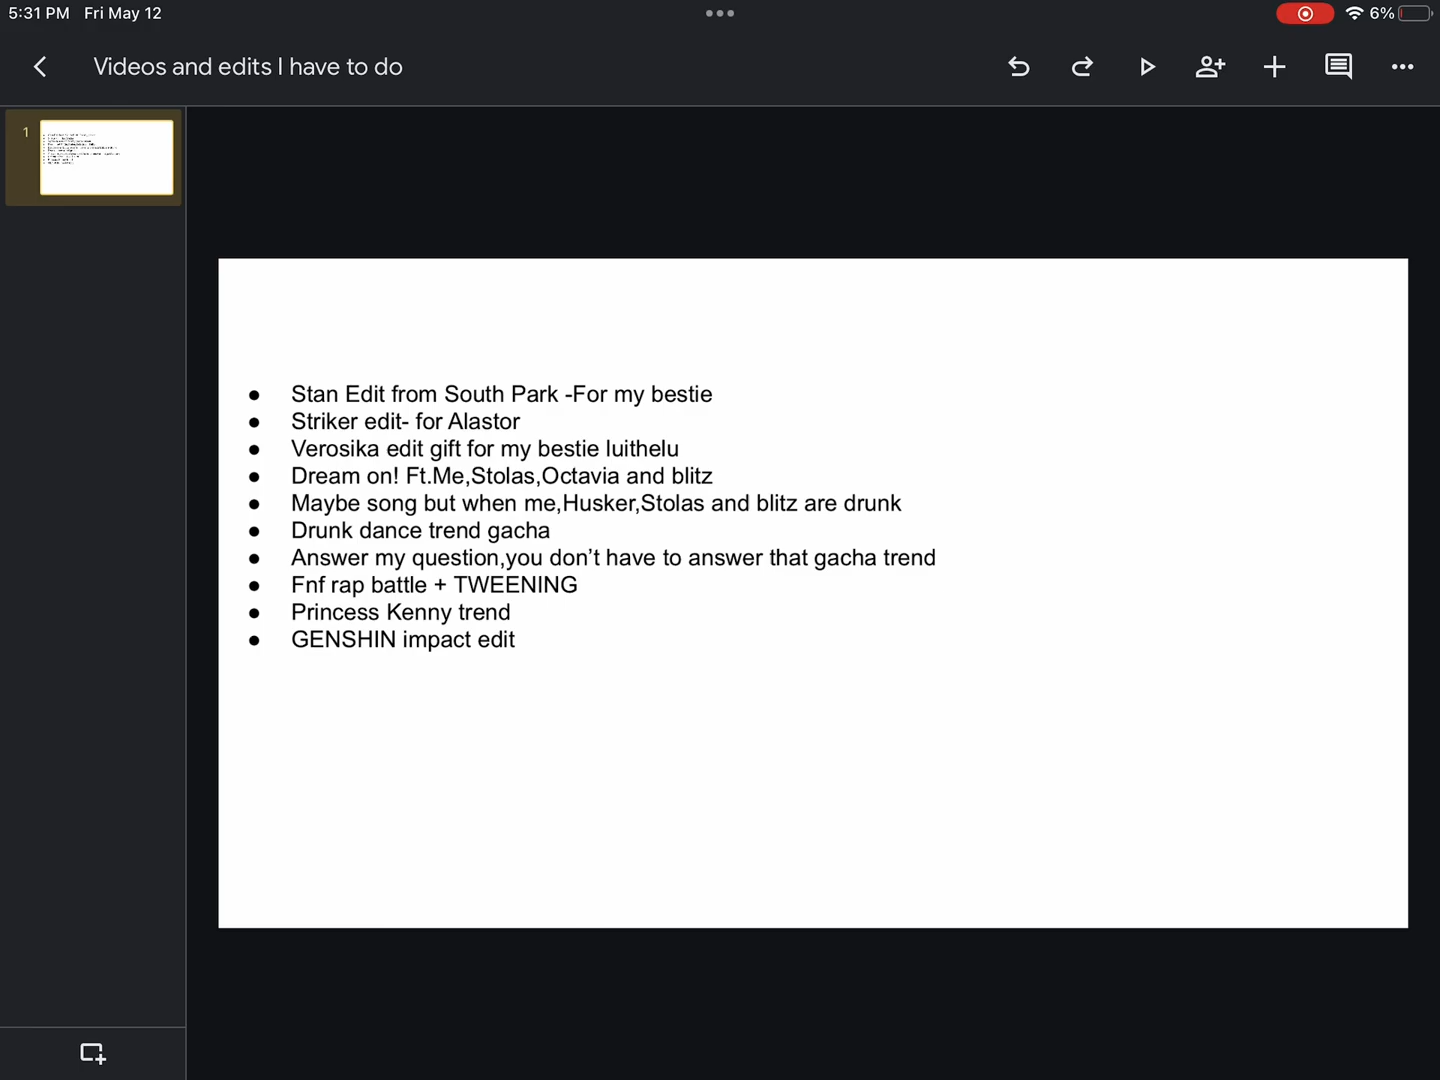 5:31 PM Fri May 12
6%
Videos and edits I have to do
1
● Stan Edit from South Park -For my bestie
● Striker edit- for Alastor
● Verosika edit gift for my bestie luithelu
● Dream on! Ft.Me,Stolas,Octavia and blitz
● Maybe song but when me,Husker,Stolas and blitz are drunk
● Drunk dance trend gacha
● Answer my question,you don’t have to answer that gacha trend
● Fnf rap battle + TWEENING
● Princess Kenny trend
● GENSHIN impact edit